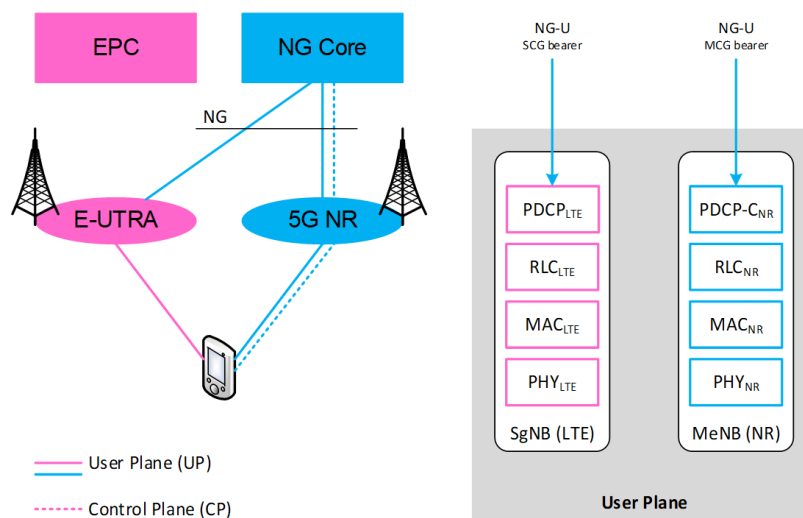 EPC
NG Core
NG
E-UTRA
5G NR
User Plane (UP)
Control Plane (CP)
NG-U
SCG bearer
NG-U
MCG bearer
PDCPLTE
RLCLTE
MACLTE
PHYLTE
SgNB (LTE)
PDCP-CNR
RLCNR
MACNR
PHYNR
MeNB (NR)
User Plane